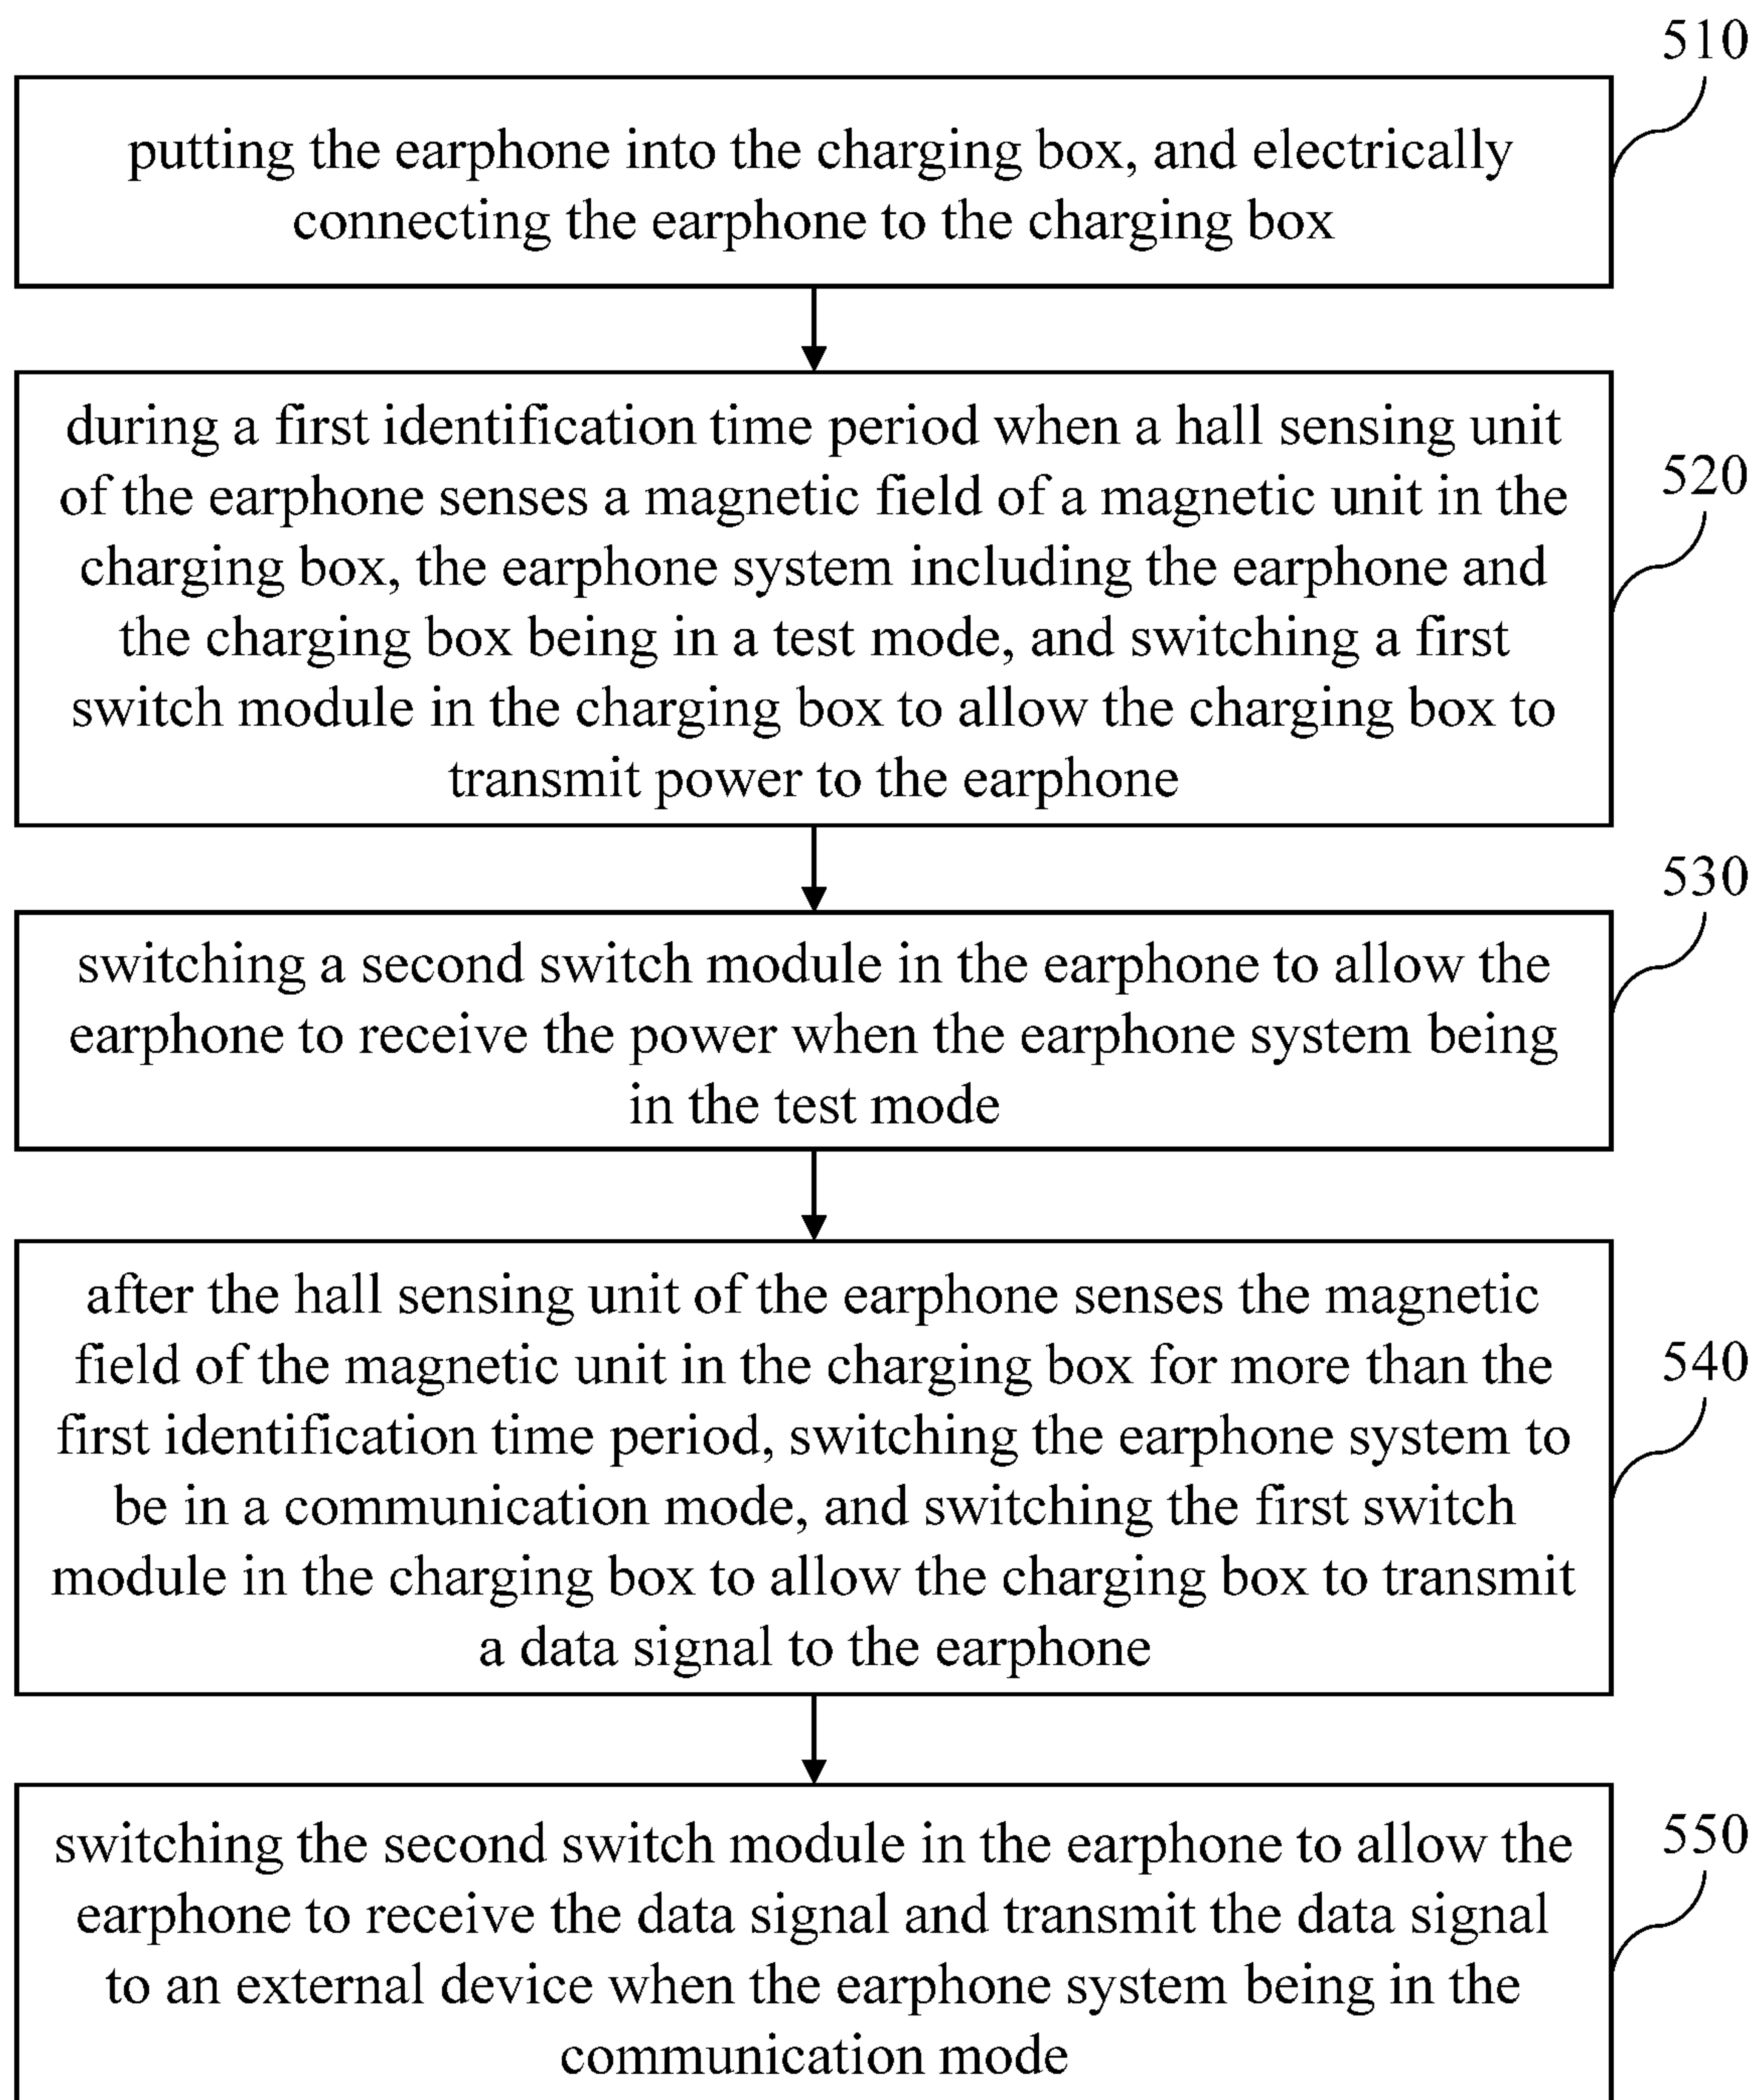 510
putting the earphone into the charging box, and electrically
connecting the earphone to the charging box
during a first identification time period when a hall sensing unit
of the earphone senses a magnetic field of a magnetic unit in the
charging box, the earphone system including the earphone and
the charging box being in a test mode, and switching a first
switch module in the charging box to allow the charging box to
transmit power to the earphone
520
530
switching a second switch module in the earphone to allow the
earphone to receive the power when the earphone system being
in the test mode
after the hall sensing unit of the earphone senses the magnetic
field of the magnetic unit in the charging box for more than the
first identification time period, switching the earphone system to
be in a communication mode, and switching the first switch
module in the charging box to allow the charging box to transmit
a data signal to the earphone
540
switching the second switch module in the earphone to allow the
earphone to receive the data signal and transmit the data signal
to an external device when the earphone system being in the
communication mode
550